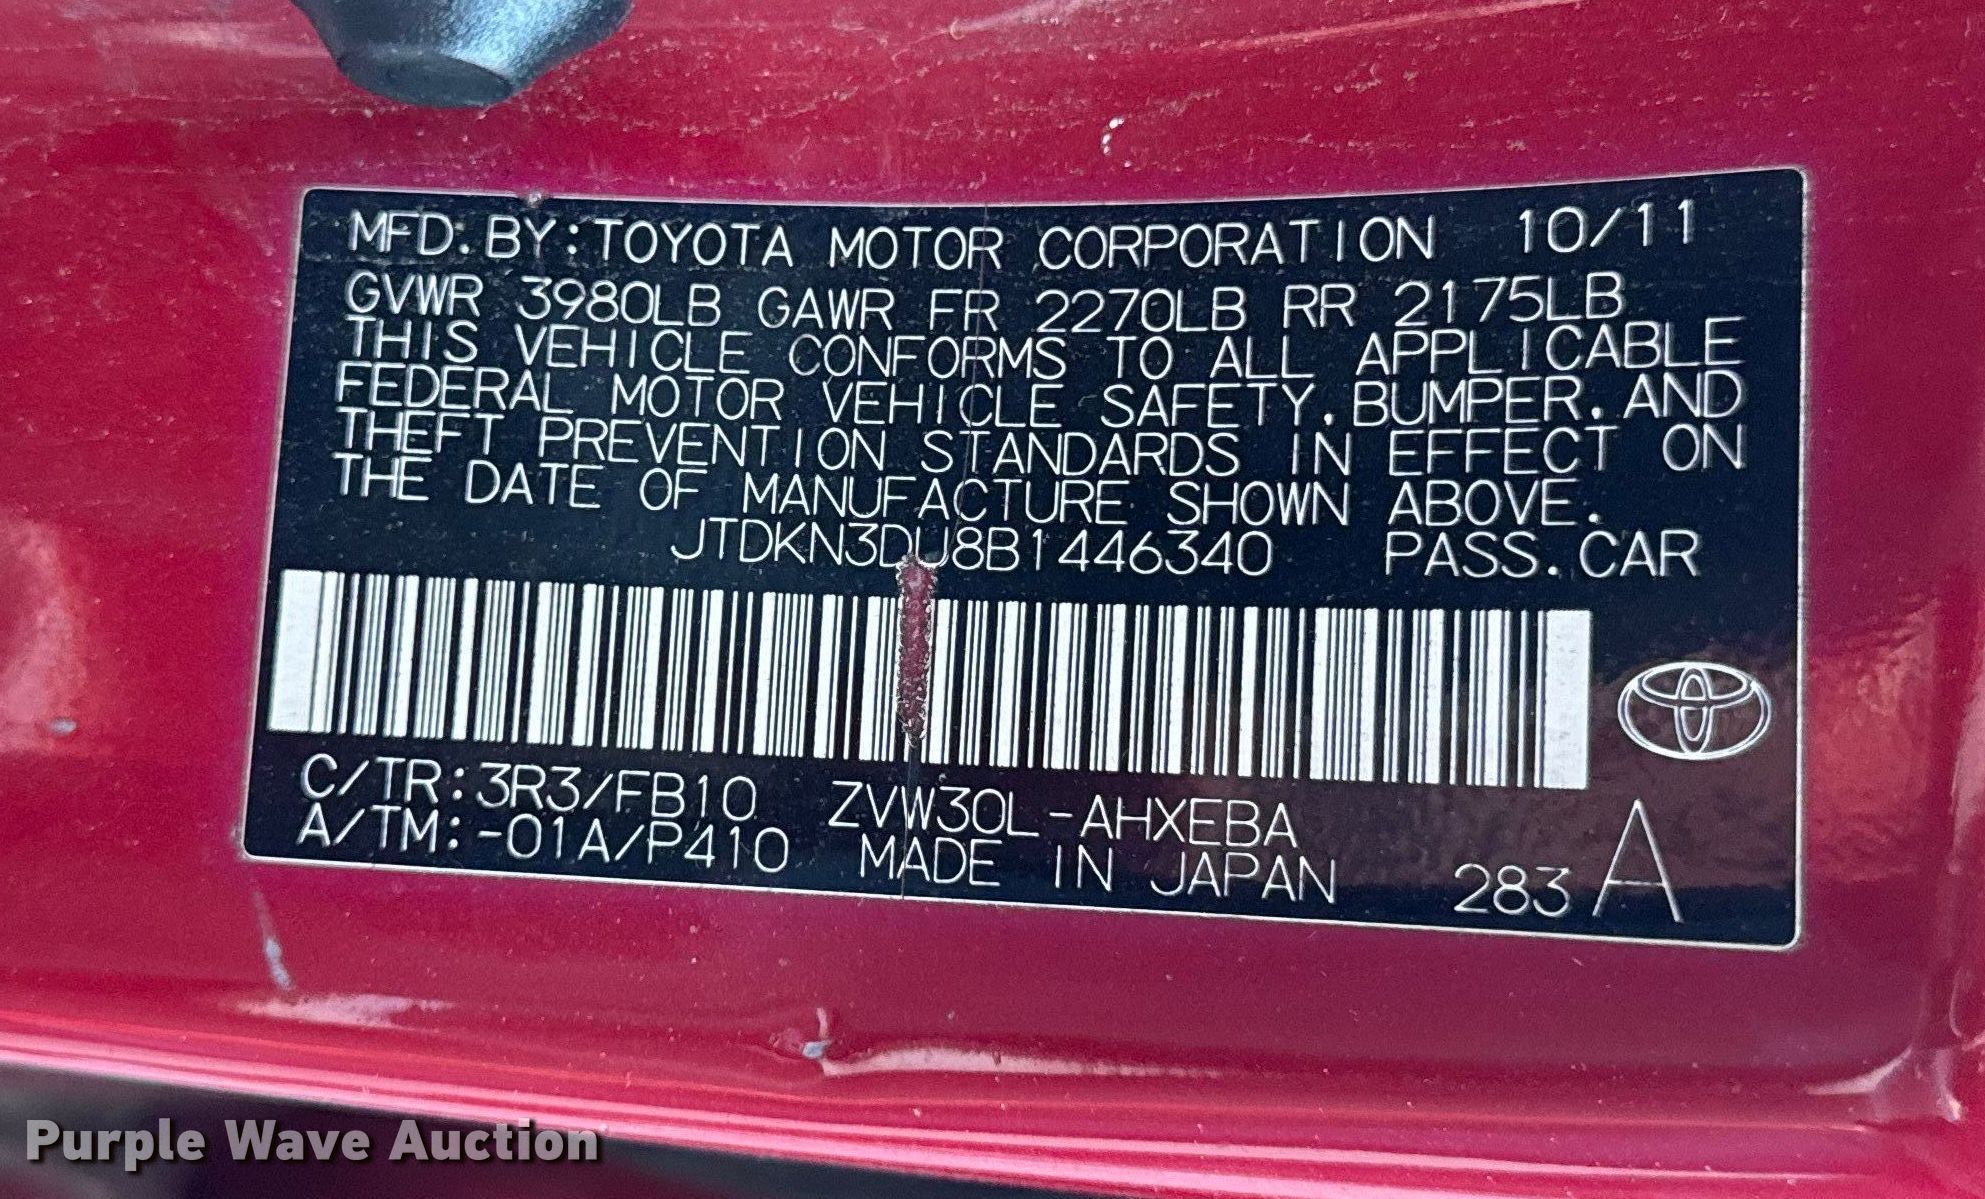 MFD. BY: TOYOTA MOTOR CORPORATION 10/11
GVWR 3980LB GAWR FR 2270LB RR 2175LB
THIS VEHICLE CONFORMS TO ALL APPLICABLE
FEDERAL MOTOR VEHICLE SAFETY, BUMPER, AND
THEFT PREVENTION STANDARDS IN EFFECT ON
THE DATE OF MANUFACTURE SHOWN ABOVE.
JTDKN3DU8B1446340 PASS. CAR
C/TR: 3R3/FB10 ZVW30L-AHXEBA
A/TM: -01A/P410 MADE IN JAPAN 283 A
Purple Wave Auction